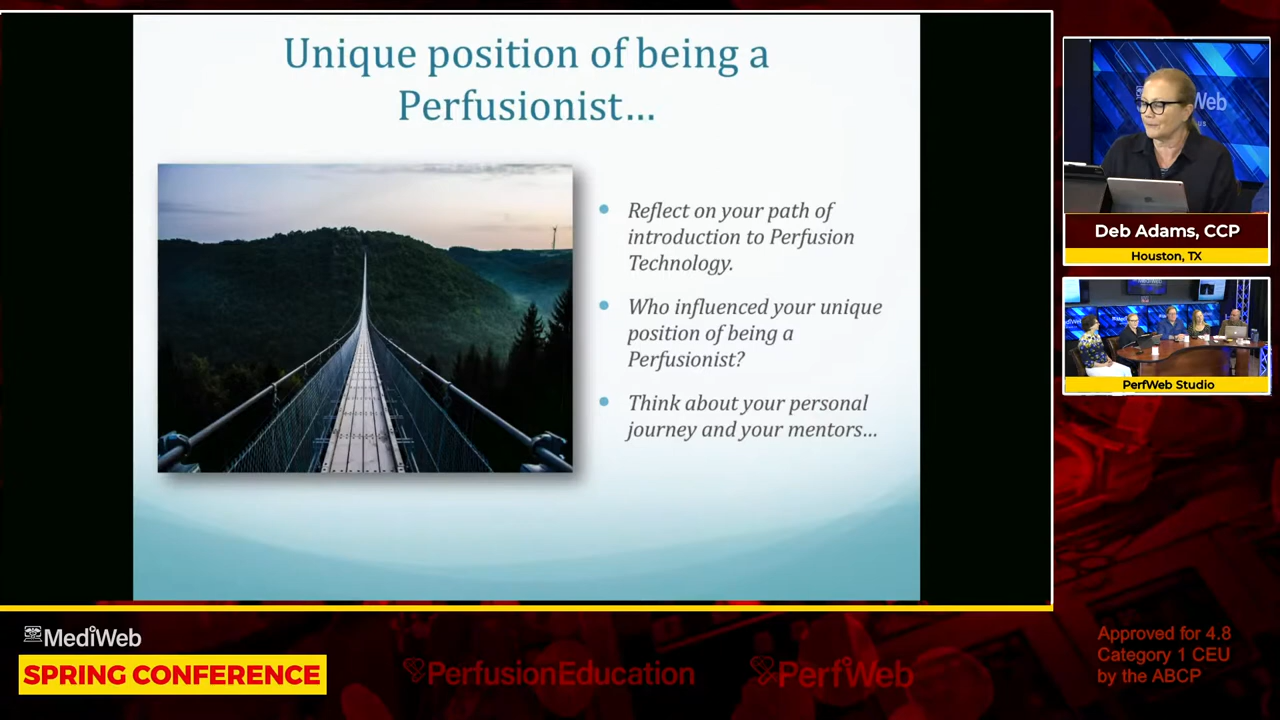 Unique position of being a
Perfusionist...
Reflect on your path of
introduction to Perfusion
Technology.
Who influenced your unique
position of being a
Perfusionist?
Think about your personal
journey and your mentors...
Web
Deb Adams, CCP
Houston, TX
PerfWeb Studio
MediWeb
SPRING CONFERENCE
PerfusionEducation
PerfWeb
Approved for 4.8
Category 1 CEU
by the ABCP